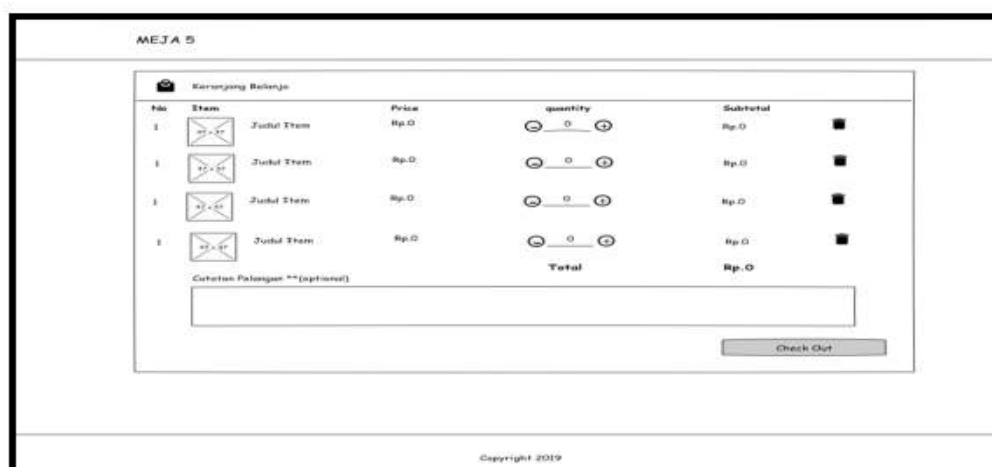 MEJA 5
Keranjang Belanja
No Item Price quantity Subtotal
1 Judul Item Rp.0 0 Rp.0
1 Judul Item Rp.0 0 Rp.0
1 Judul Item Rp.0 0 Rp.0
1 Judul Item Rp.0 0 Rp.0
Total Rp.0
Catatan Palangan **(optional)
Check Out
Copyright 2019